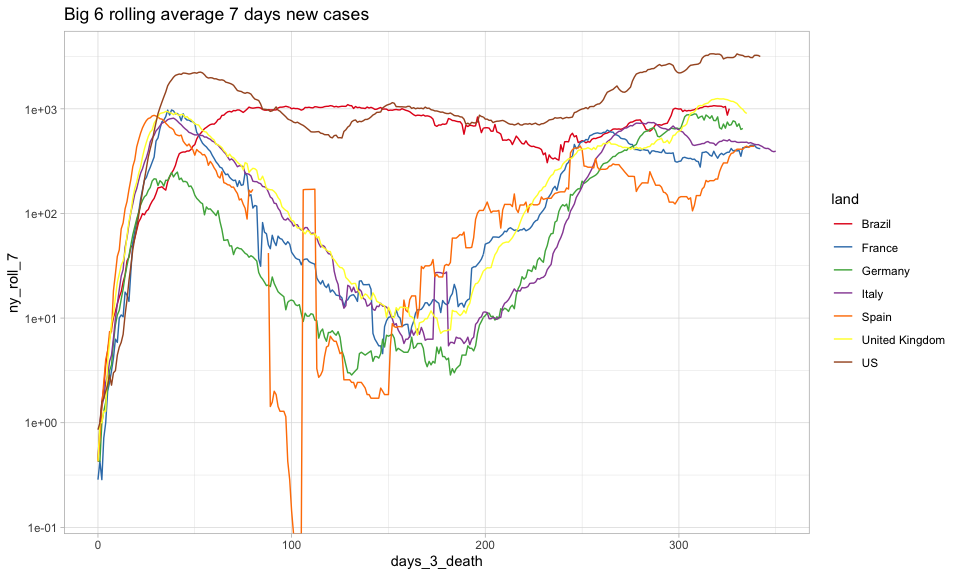 Big 6 rolling average 7 days new cases
ny_roll_7
1e+03
1e+02
1e+01
1e+00
1e-01
0
100
200
300
days_3_death
land
Brazil
France
Germany
Italy
Spain
United Kingdom
US